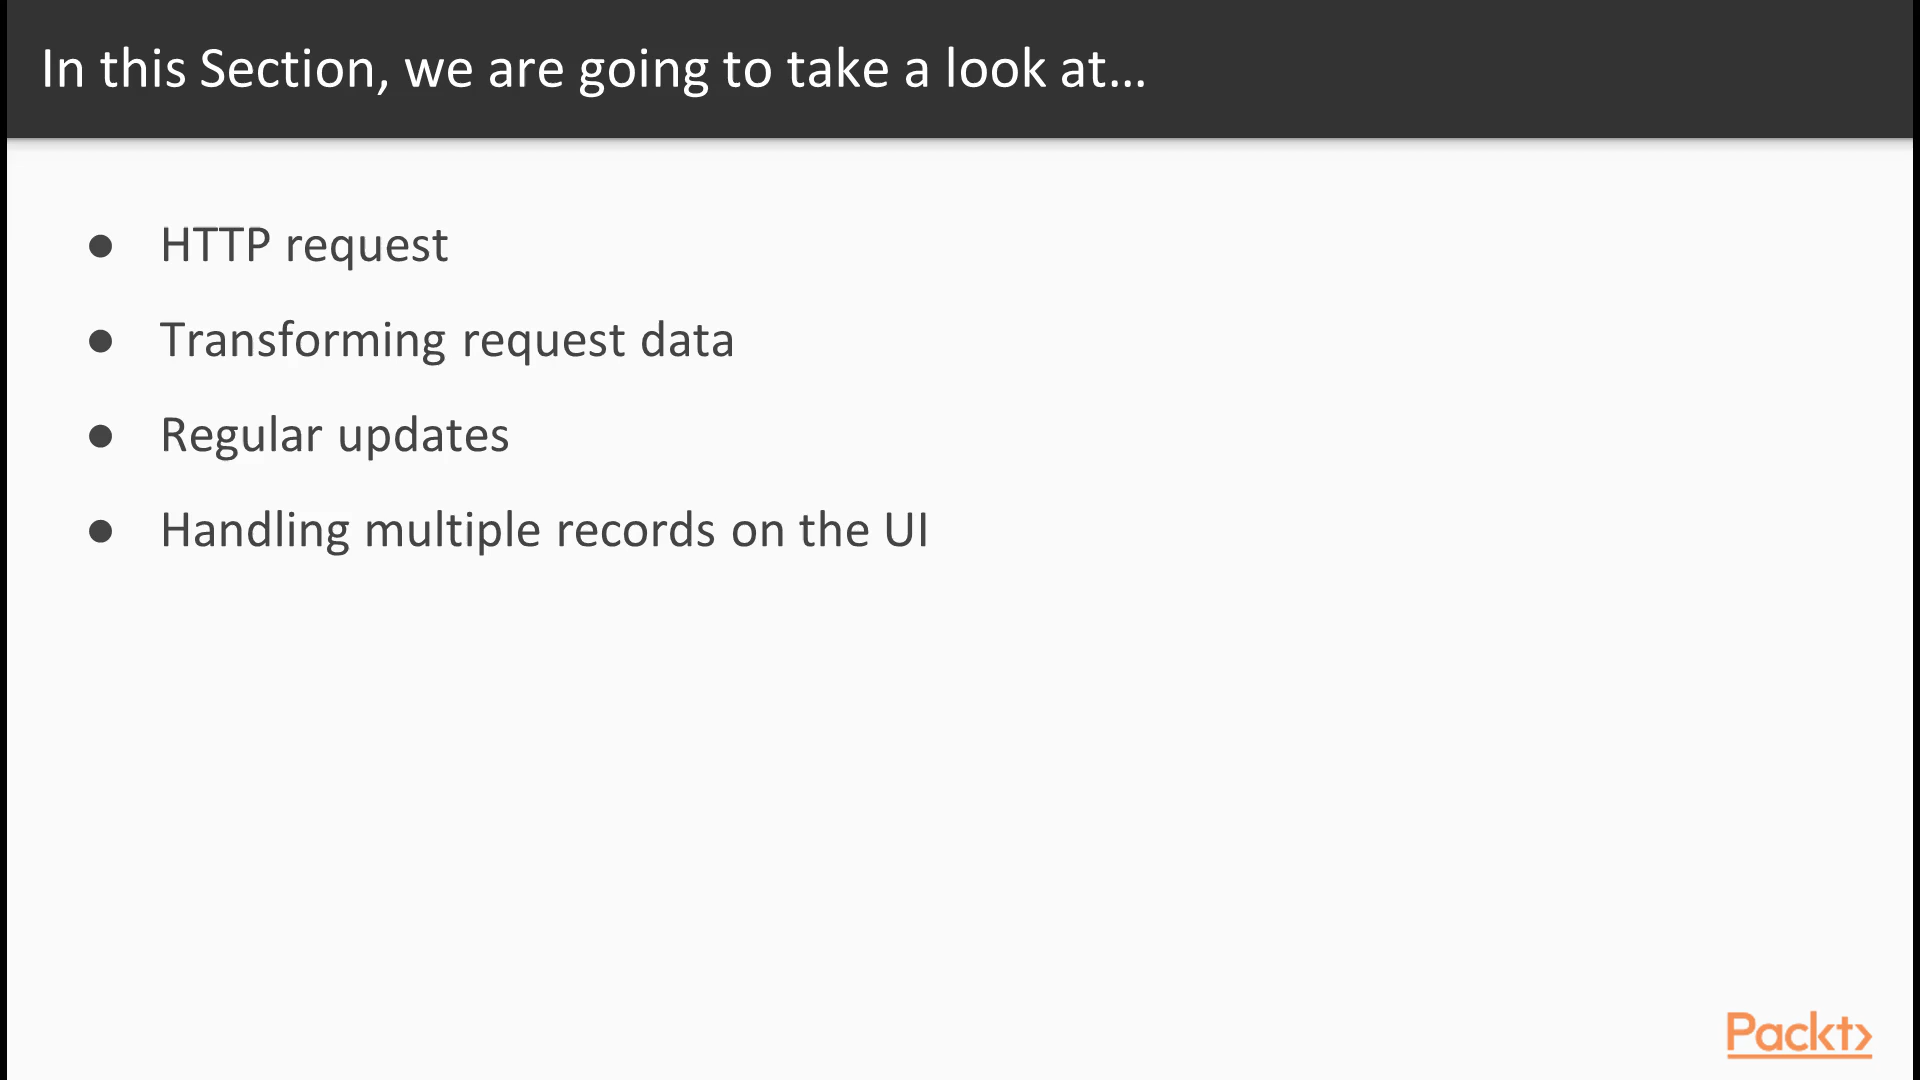 In this Section, we are going to take a look at…
● HTTP request
● Transforming request data
● Regular updates
● Handling multiple records on the UI
Packt>